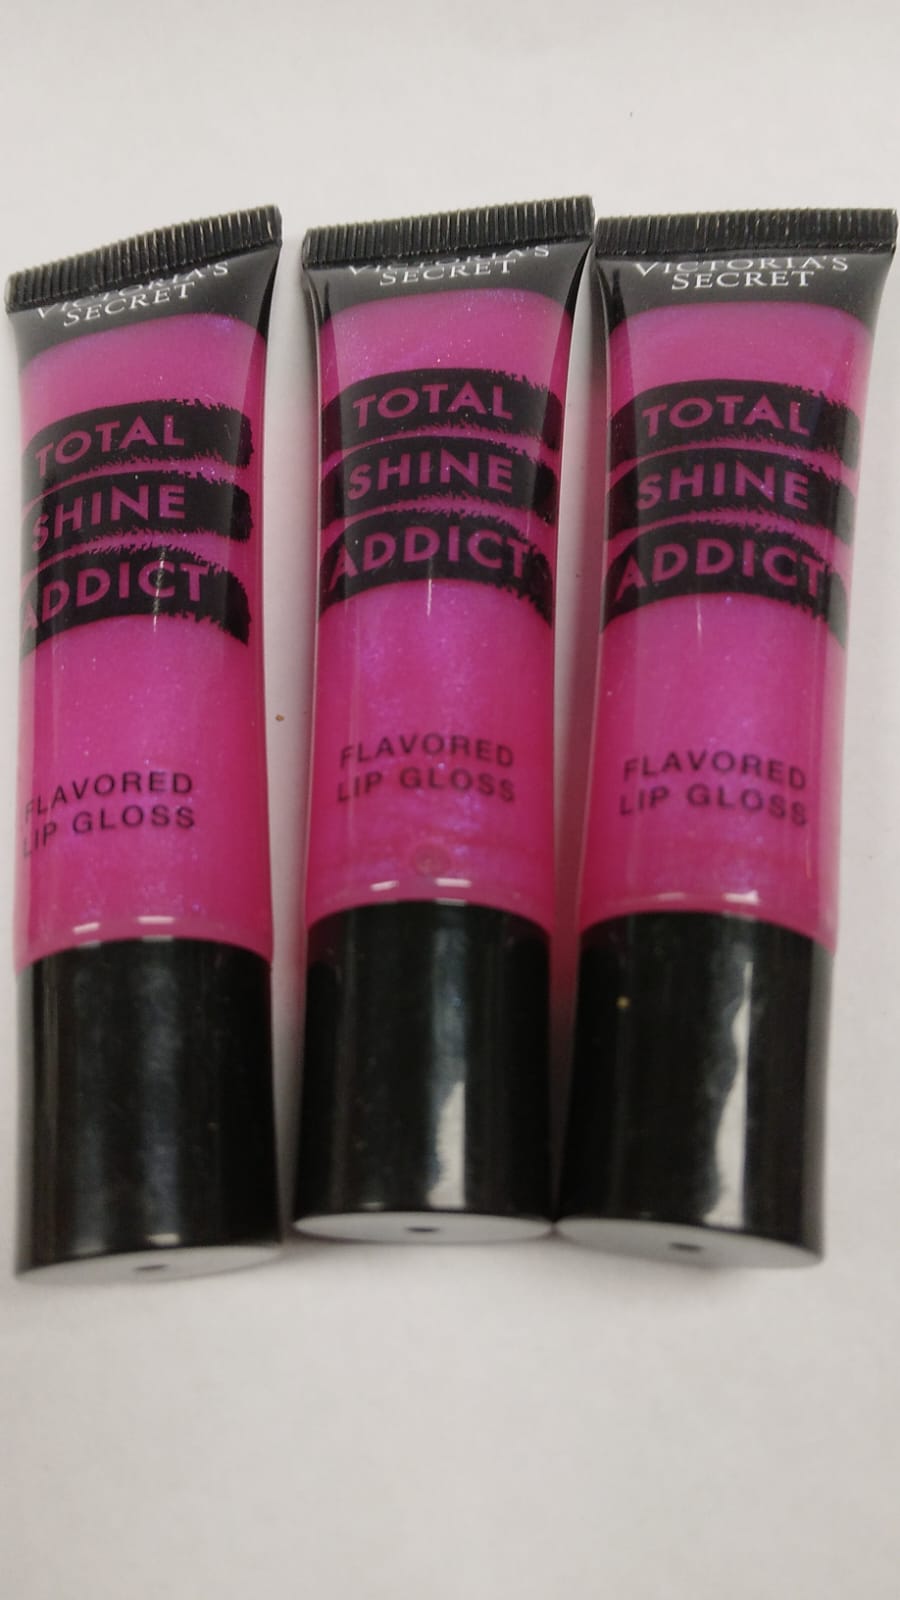 VICTORIA'S
SECRET
TOTAL
SHINE
ADDICT
FLAVORED
LIP GLOSS
VICTORIA'S
SECRET
TOTAL
SHINE
ADDICT
FLAVORED
LIP GLOSS
VICTORIA'S
SECRET
TOTAL
SHINE
ADDICT
FLAVORED
LIP GLOSS